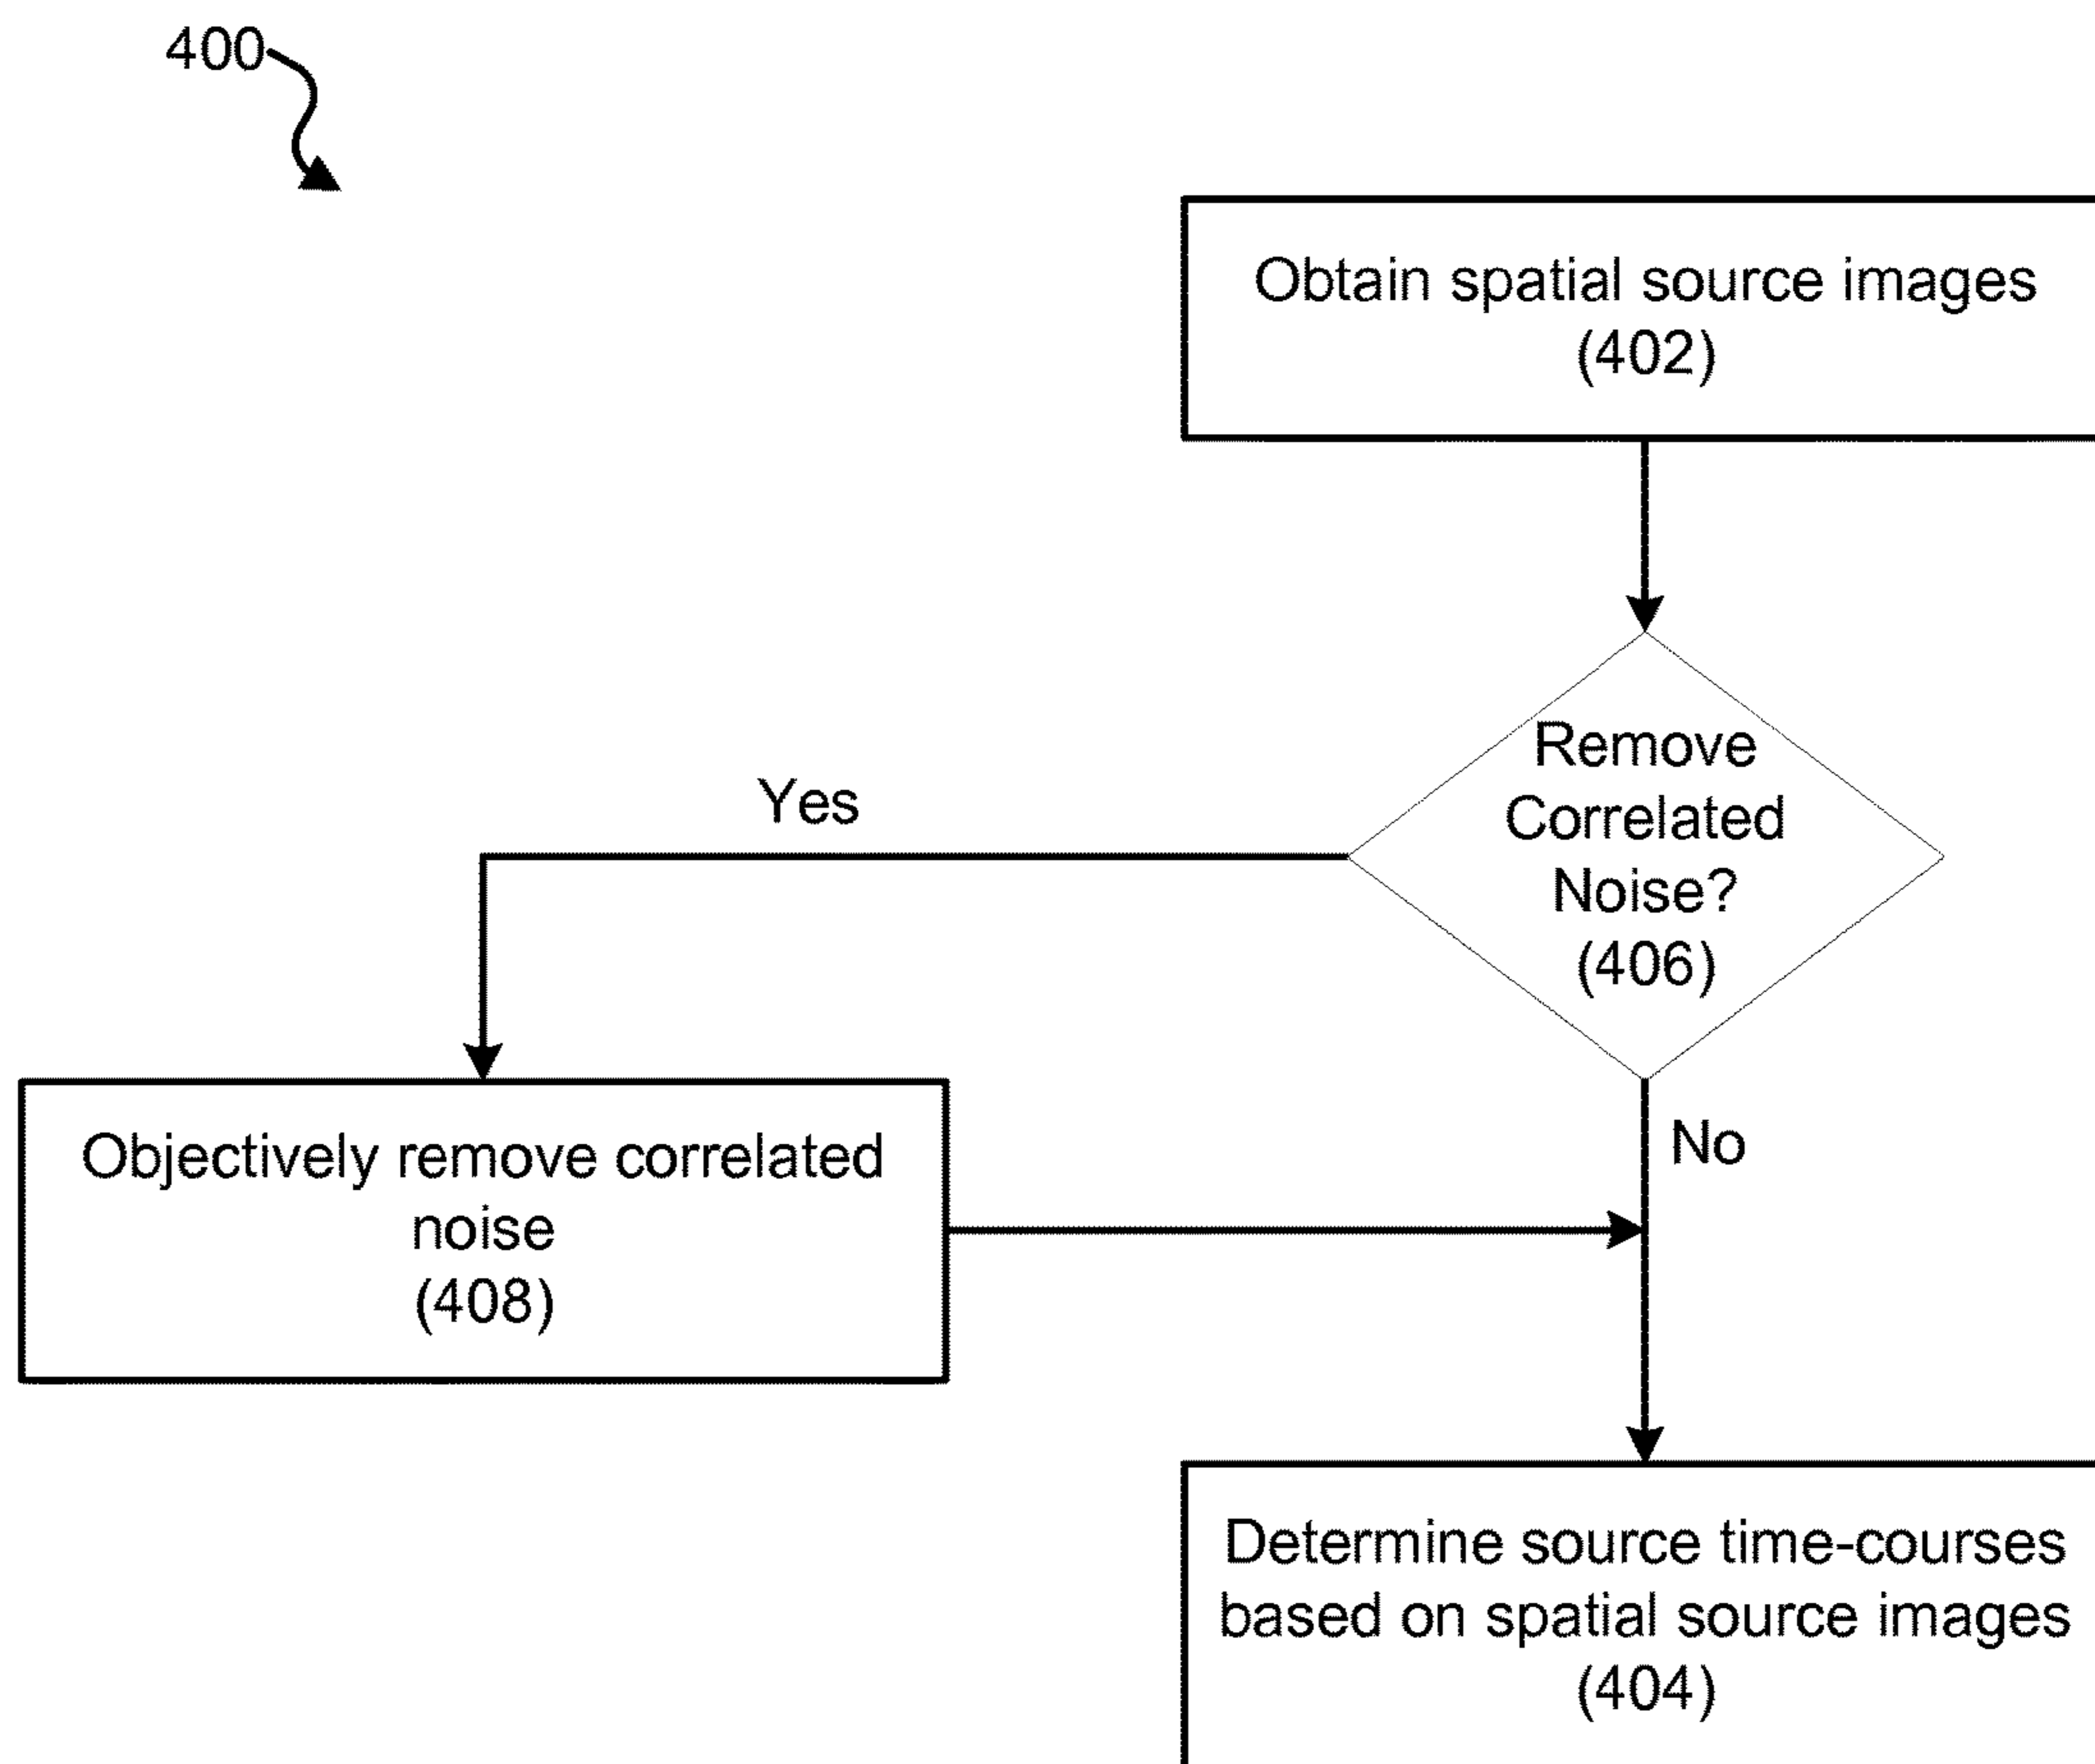 400
Obtain spatial source images
(402)
Remove
Correlated
Noise?
(406)
Yes
No
Objectively remove correlated
noise
(408)
Determine source time-courses
based on spatial source images
(404)